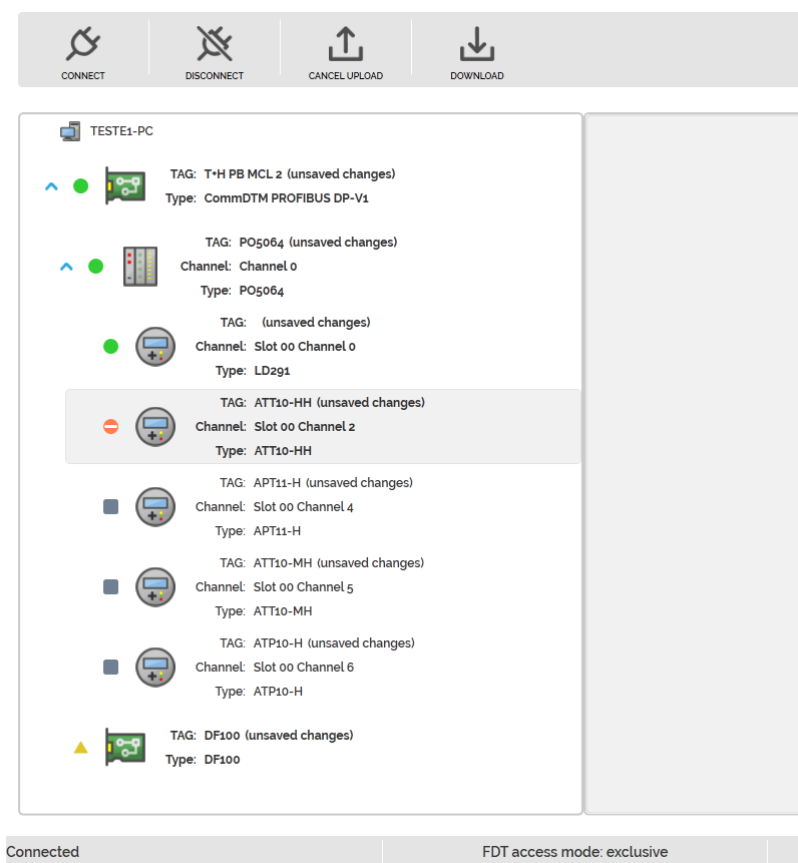 CONNECT DISCONNECT CANCEL UPLOAD DOWNLOAD
TESTE1-PC
TAG: T+H PB MCL 2 (unsaved changes)
Type: CommDTM PROFIBUS DP-V1
TAG: PO5064 (unsaved changes)
Channel: Channel 0
Type: PO5064
TAG: (unsaved changes)
Channel: Slot 00 Channel 0
Type: LD291
TAG: ATT10-HH (unsaved changes)
Channel: Slot 00 Channel 2
Type: ATT10-HH
TAG: APT11-H (unsaved changes)
Channel: Slot 00 Channel 4
Type: APT11-H
TAG: ATT10-MH (unsaved changes)
Channel: Slot 00 Channel 5
Type: ATT10-MH
TAG: ATP10-H (unsaved changes)
Channel: Slot 00 Channel 6
Type: ATP10-H
TAG: DF100 (unsaved changes)
Type: DF100
Connected FDT access mode: exclusive